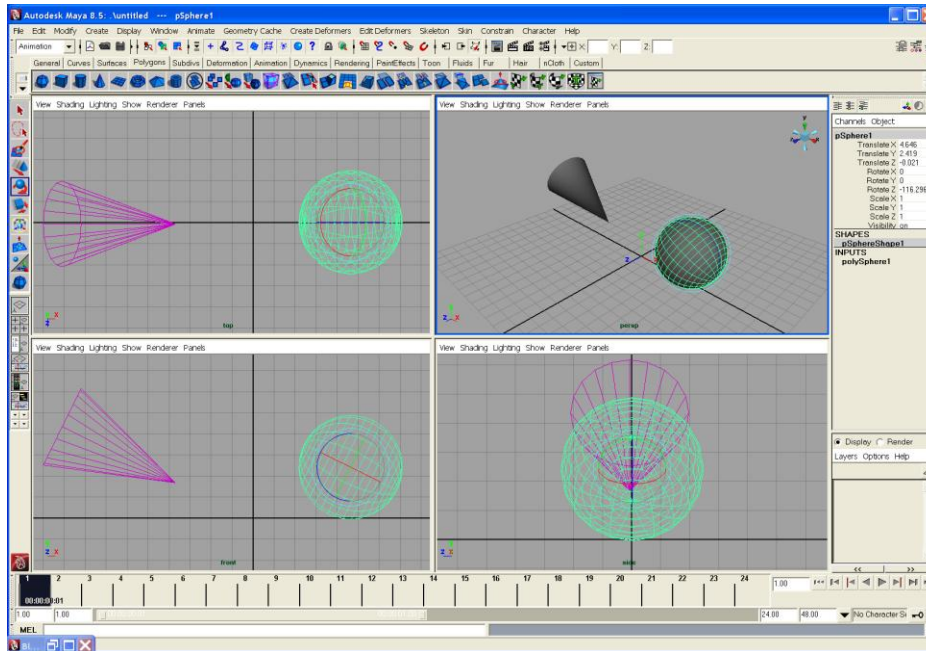 Autodesk Maya 8.5: .\untitled --- pSphere1
File Edit Modify Create Display Window Animate Geometry Cache Create Deformers Edit Deformers Skeleton Skin Constrain Character Help
Animation X: Y: Z:
General Curves Surfaces Polygons Subdivs Deformation Animation Dynamics Rendering PaintEffects Toon Fluids Fur Hair nCloth Custom
View Shading Lighting Show Renderer Panels
top
View Shading Lighting Show Renderer Panels
persp
Channels Object
pSphere1
Translate X 4.646
Translate Y 2.419
Translate Z -0.021
Rotate X 0
Rotate Y 0
Rotate Z -116.296
Scale X 1
Scale Y 1
Scale Z 1
Visibility on
SHAPES
pSphereShape1
INPUTS
polySphere1
View Shading Lighting Show Renderer Panels
front
View Shading Lighting Show Renderer Panels
side
Display Render
Layers Options Help
<< >>
1 2 3 4 5 6 7 8 9 10 11 12 13 14 15 16 17 18 19 20 21 22 23 24 1.00
00:00:00:01
1.00 1.00 24.00 48.00 No Character
MEL